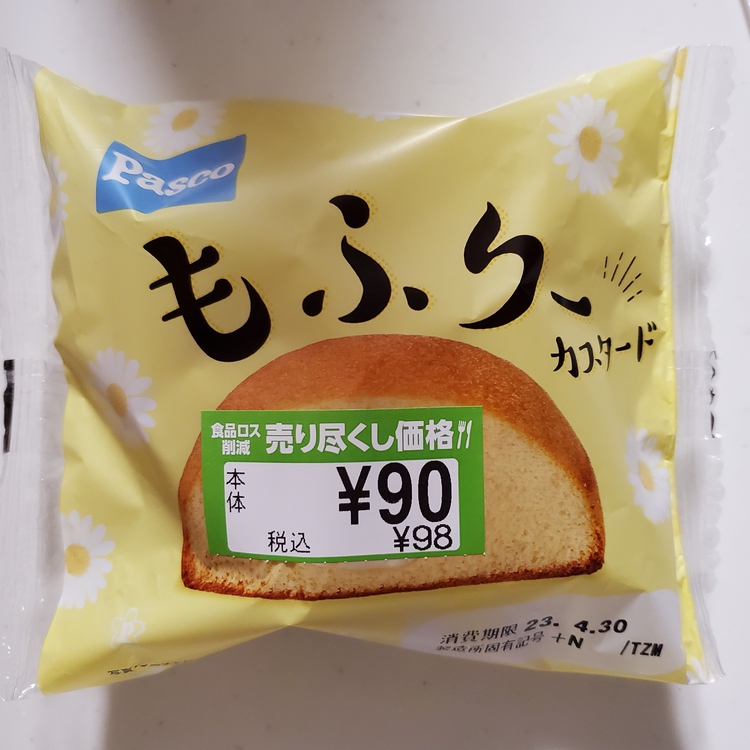 Pasco
もふり、
カスタード
食品ロス
削減
売り尽くし価格
本体
¥90
税込
¥98
消費期限 23. 4.30
製造所固有記号 +N /TZM